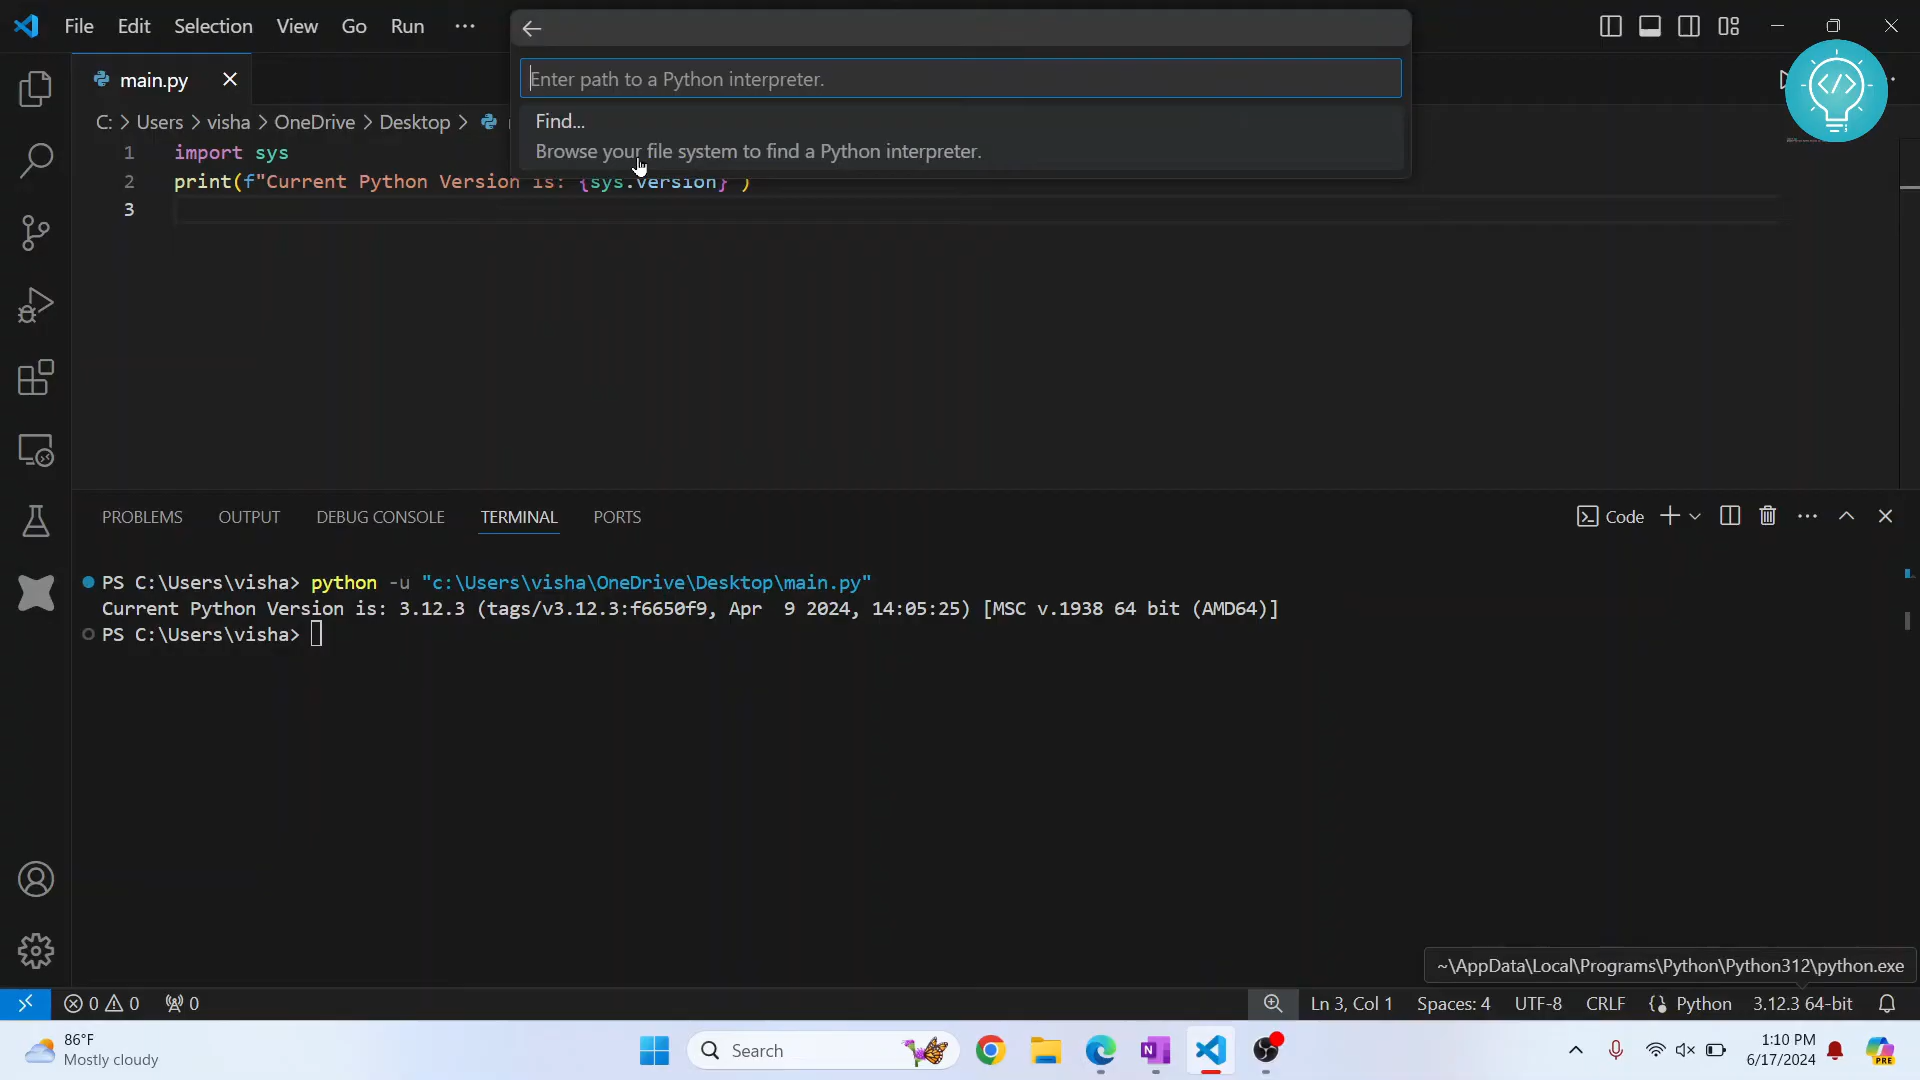 File Edit Selection View Go Run ···
main.py
Enter path to a Python interpreter.
Find...
Browse your file system to find a Python interpreter.
C: > Users > visha > OneDrive > Desktop >
1 import sys
2 print(f"Current Python Version is: {sys.version} )
3
PROBLEMS OUTPUT DEBUG CONSOLE TERMINAL PORTS
Code
PS C:\Users\visha> python -u "c:\Users\visha\OneDrive\Desktop\main.py"
Current Python Version is: 3.12.3 (tags/v3.12.3:f6650f9, Apr  9 2024, 14:05:25) [MSC v.1938 64 bit (AMD64)]
PS C:\Users\visha>
~\AppData\Local\Programs\Python\Python312\python.exe
0 0 0 Ln 3, Col 1 Spaces: 4 UTF-8 CRLF {} Python 3.12.3 64-bit
86°F
Mostly cloudy
Search
1:10 PM
6/17/2024
PRE